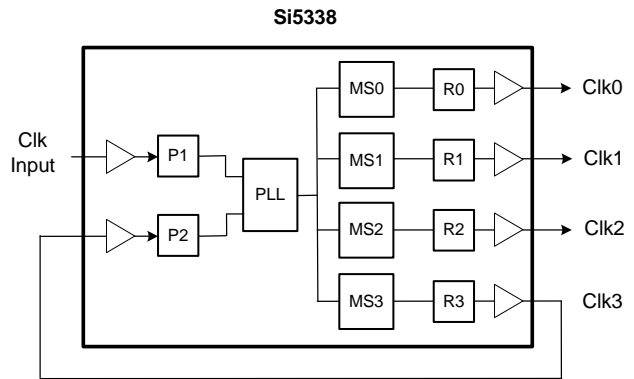 Si5338
MS0
R0
Clk0
Clk
Input
P1
MS1
R1
Clk1
PLL
P2
MS2
R2
Clk2
MS3
R3
Clk3